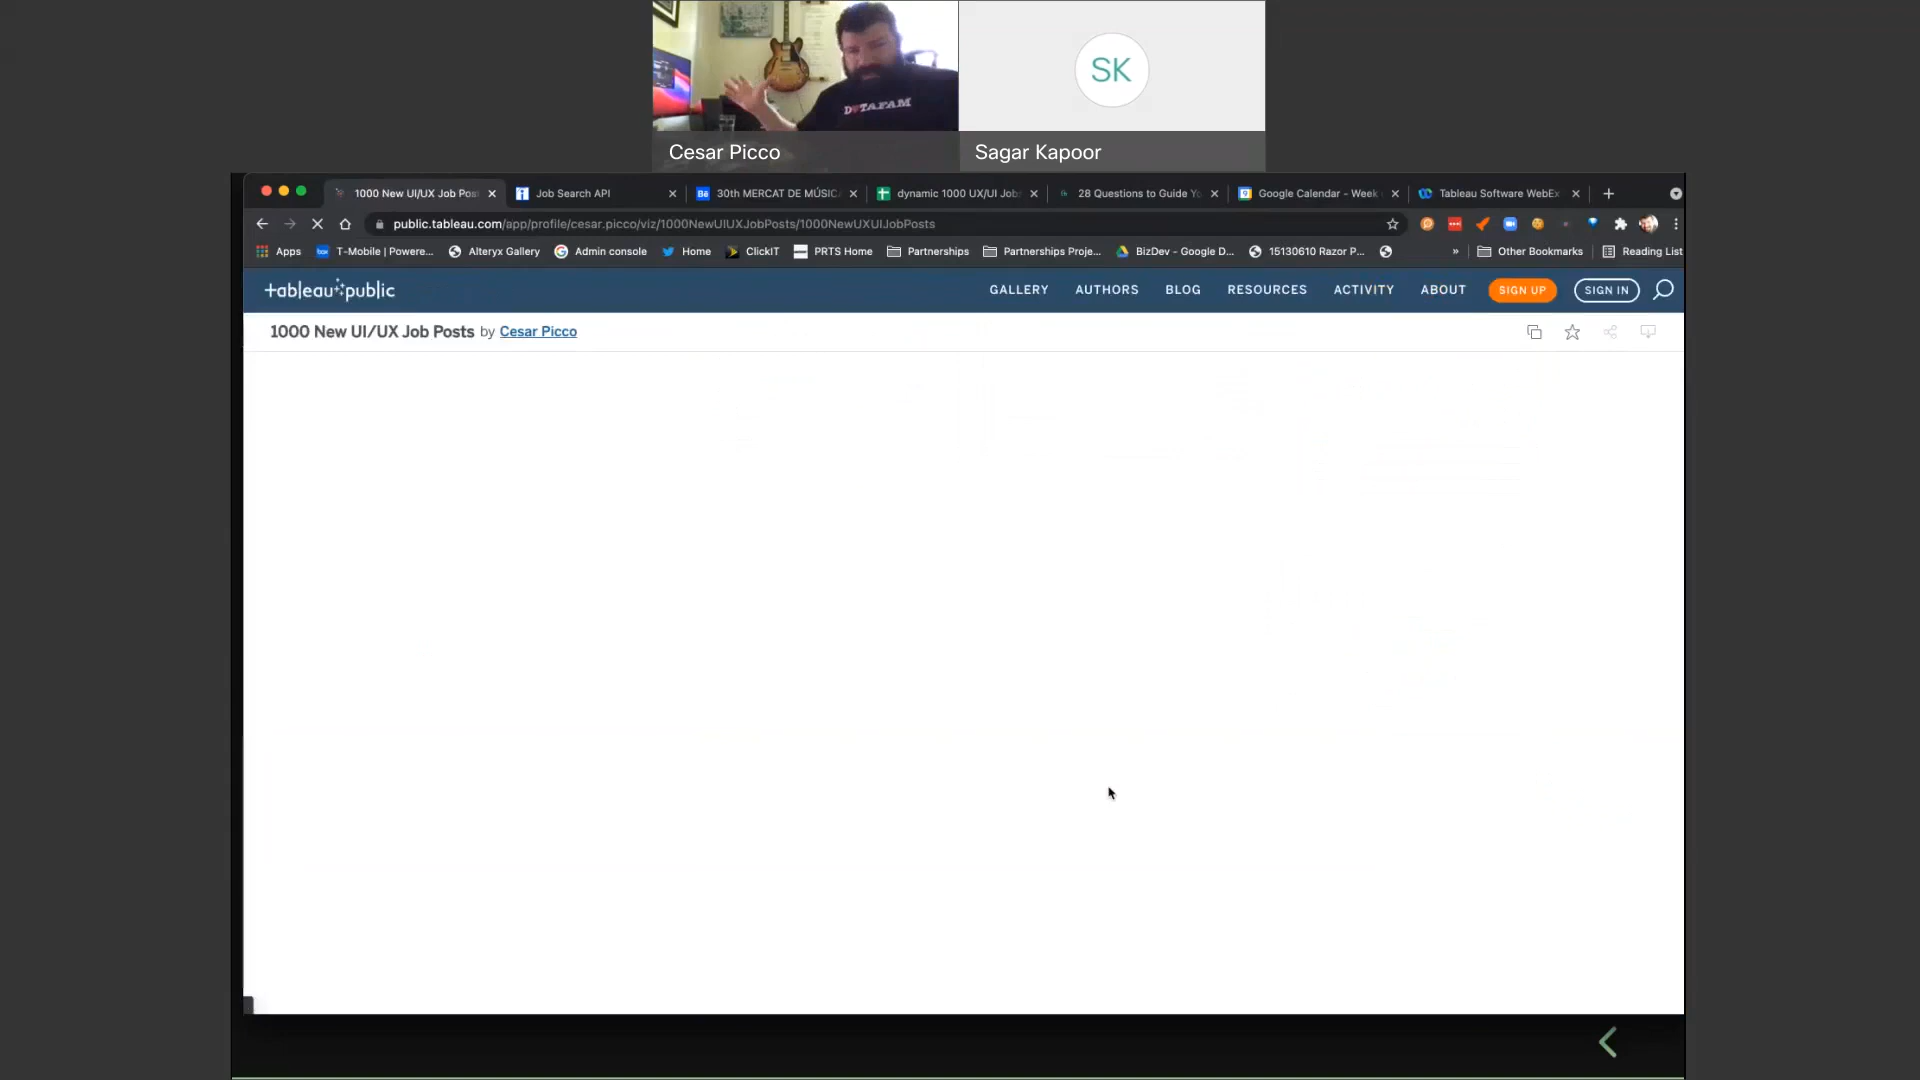 SK
D♥TAFAM
Cesar Picco
Sagar Kapoor
1000 New UI/UX Job Pos
Job Search API
30th MERCAT DE MÚSICA
dynamic 1000 UX/UI Job
28 Questions to Guide Yo
Google Calendar - Week
Tableau Software WebEx
public.tableau.com/app/profile/cesar.picco/viz/1000NewUIUXJobPosts/1000NewUXUIJobPosts
Apps
box
T-Mobile | Powere...
Alteryx Gallery
Admin console
Home
ClickIT
PRTS Home
Partnerships
Partnerships Proje...
BizDev - Google D...
15130610 Razor P...
»
Other Bookmarks
Reading List
+ableau public
GALLERY
AUTHORS
BLOG
RESOURCES
ACTIVITY
ABOUT
SIGN UP
SIGN IN
1000 New UI/UX Job Posts by Cesar Picco